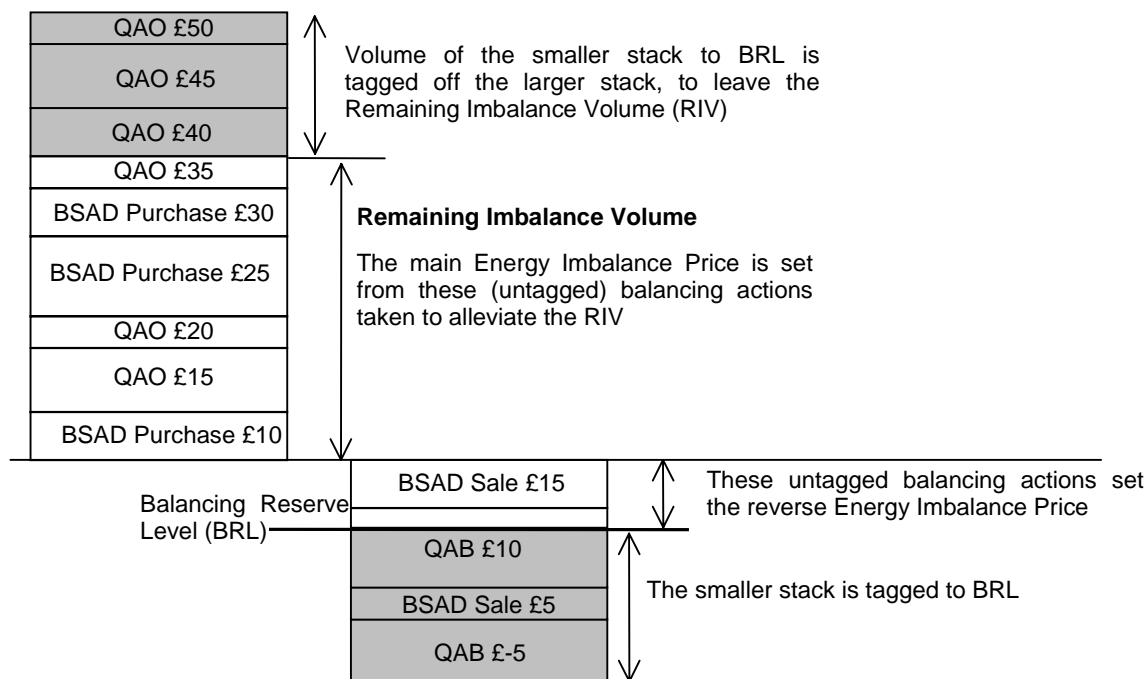 QAO £50
QAO £45
QAO £40
QAO £35
BSAD Purchase £30
BSAD Purchase £25
QAO £20
QAO £15
BSAD Purchase £10
Volume of the smaller stack to BRL is
tagged off the larger stack, to leave the
Remaining Imbalance Volume (RIV)
Remaining Imbalance Volume
The main Energy Imbalance Price is set
from these (untagged) balancing actions
taken to alleviate the RIV
BSAD Sale £15
These untagged balancing actions set
the reverse Energy Imbalance Price
Balancing Reserve
Level (BRL)
QAB £10
BSAD Sale £5
QAB £-5
The smaller stack is tagged to BRL